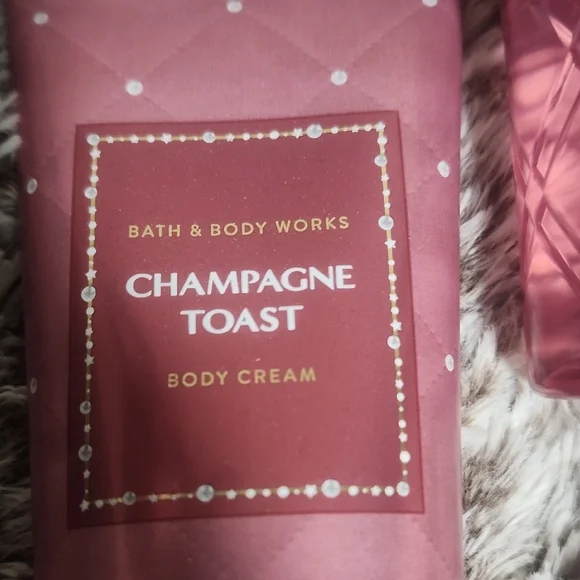 BATH & BODY WORKS
CHAMPAGNE
TOAST
BODY CREAM